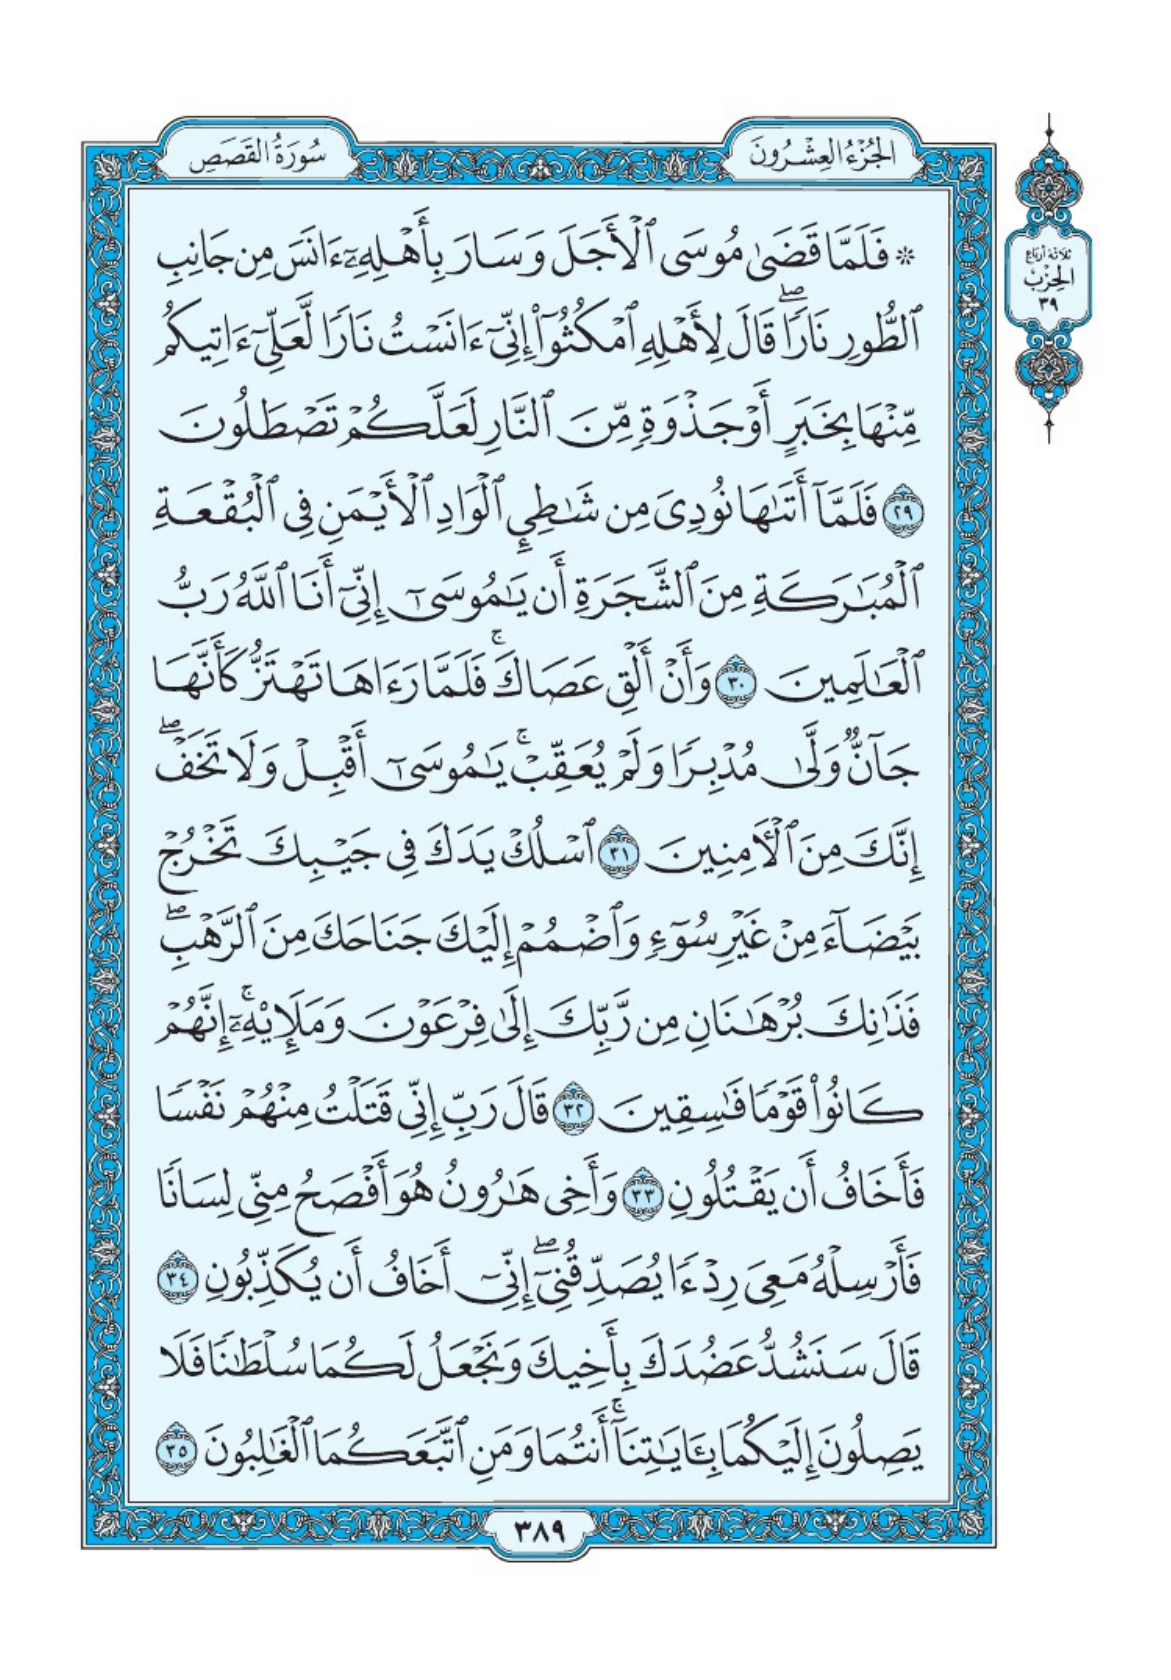 سُورَةُ القَصَصِ
الجُزْءُ العِشْرُونَ
ثلاثة أرباع
الحِزْبُ
٣٩
۞ فَلَمَّا قَضَىٰ مُوسَى ٱلْأَجَلَ وَسَارَ بِأَهْلِهِۦٓ ءَانَسَ مِن جَانِبِ
ٱلطُّورِ نَارٗاۖ قَالَ لِأَهْلِهِ ٱمْكُثُوٓاْ إِنِّيٓ ءَانَسْتُ نَارٗا لَّعَلِّيٓ ءَاتِيكُم
مِّنْهَا بِخَبَرٍ أَوْ جَذْوَةٖ مِّنَ ٱلنَّارِ لَعَلَّكُمْ تَصْطَلُونَ
٢٩ فَلَمَّآ أَتَىٰهَا نُودِيَ مِن شَٰطِيِٕ ٱلْوَادِ ٱلْأَيْمَنِ فِي ٱلْبُقْعَةِ
ٱلْمُبَٰرَكَةِ مِنَ ٱلشَّجَرَةِ أَن يَٰمُوسَىٰٓ إِنِّيٓ أَنَا ٱللَّهُ رَبُّ
ٱلْعَٰلَمِينَ ٣٠ وَأَنْ أَلْقِ عَصَاكَۚ فَلَمَّا رَءَاهَا تَهْتَزُّ كَأَنَّهَا
جَآنّٞ وَلَّىٰ مُدْبِرٗا وَلَمْ يُعَقِّبْۚ يَٰمُوسَىٰٓ أَقْبِلْ وَلَا تَخَفْۖ
إِنَّكَ مِنَ ٱلْأٓمِنِينَ ٣١ ٱسْلُكْ يَدَكَ فِي جَيْبِكَ تَخْرُجْ
بَيْضَآءَ مِنْ غَيْرِ سُوٓءٖ وَٱضْمُمْ إِلَيْكَ جَنَاحَكَ مِنَ ٱلرَّهْبِۖ
فَذَٰنِكَ بُرْهَٰنَانِ مِن رَّبِّكَ إِلَىٰ فِرْعَوْنَ وَمَلَإِيْهِۦٓۚ إِنَّهُمْ
كَانُواْ قَوْمٗا فَٰسِقِينَ ٣٢ قَالَ رَبِّ إِنِّي قَتَلْتُ مِنْهُمْ نَفْسٗا
فَأَخَافُ أَن يَقْتُلُونِ ٣٣ وَأَخِي هَٰرُونُ هُوَ أَفْصَحُ مِنِّي لِسَانٗا
فَأَرْسِلْهُ مَعِيَ رِدْءٗا يُصَدِّقُنِيٓۖ إِنِّيٓ أَخَافُ أَن يُكَذِّبُونِ ٣٤
قَالَ سَنَشُدُّ عَضُدَكَ بِأَخِيكَ وَنَجْعَلُ لَكُمَا سُلْطَٰنٗا فَلَا
يَصِلُونَ إِلَيْكُمَا بِـَٔايَٰتِنَآۚ أَنتُمَا وَمَنِ ٱتَّبَعَكُمَا ٱلْغَٰلِبُونَ ٣٥
٣٨٩